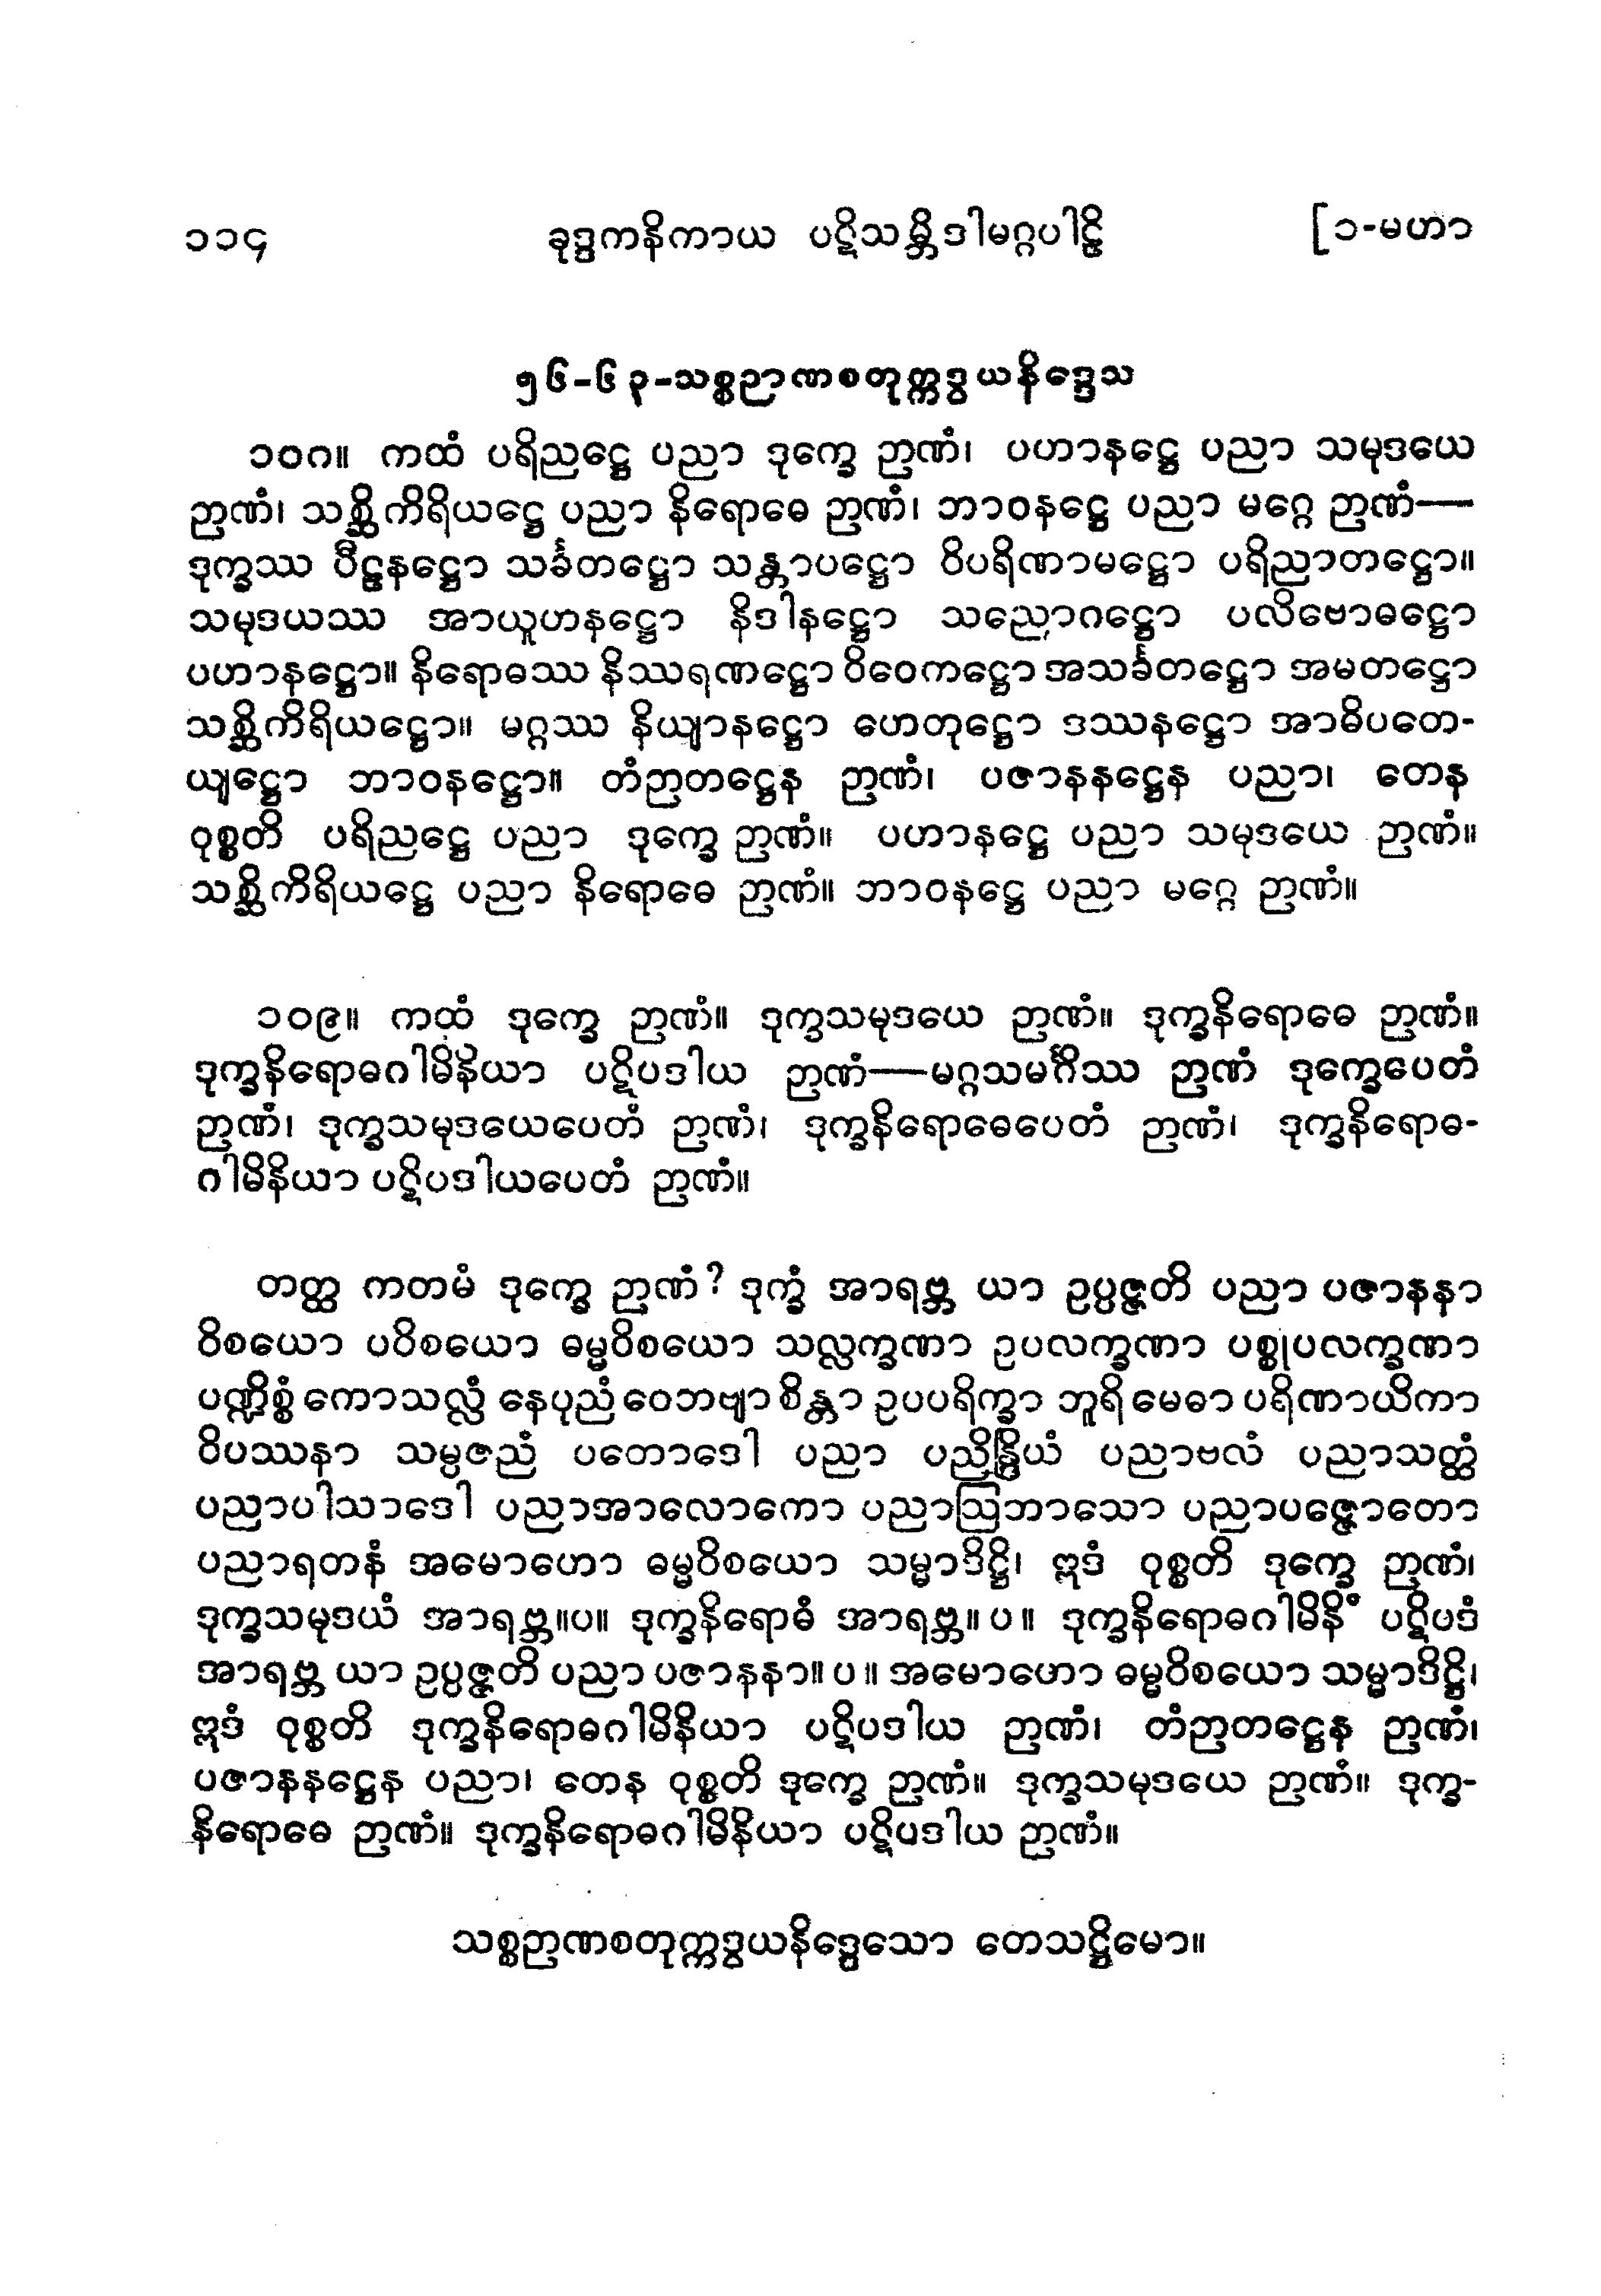 ၁၁၄ ခုဒ္ဒကနိကာယ ပဋိသမ္ဘိဒါမဂ္ဂပါဠိ [၁-မဟာ
၅၆-၆၃-သစ္စဉာဏစတုက္ကဒွယနိဒ္ဒေသ
၁၀၈။ ကထံ ပရိညဋ္ဌေ ပညာ ဒုက္ခေ ဉာဏံ၊ ပဟာနဋ္ဌေ ပညာ သမုဒယေ
ဉာဏံ၊ သစ္ဆိကိရိယဋ္ဌေ ပညာ နိရောဓေ ဉာဏံ၊ ဘာဝနဋ္ဌေ ပညာ မဂ္ဂေ ဉာဏံ—
ဒုက္ခဿ ပီဠနဋ္ဌော သင်္ခတဋ္ဌော သန္တာပဋ္ဌော ဝိပရိဏာမဋ္ဌော ပရိညာတဋ္ဌော။
သမုဒယဿ အာယူဟနဋ္ဌော နိဒါနဋ္ဌော သညောဂဋ္ဌော ပလိဗောဓဋ္ဌော
ပဟာနဋ္ဌော။ နိရောဓဿ နိဿရဏဋ္ဌော ဝိဝေကဋ္ဌော အသင်္ခတဋ္ဌော အမတဋ္ဌော
သစ္ဆိကိရိယဋ္ဌော။ မဂ္ဂဿ နိယျာနဋ္ဌော ဟေတုဋ္ဌော ဒဿနဋ္ဌော အာဓိပတေ-
ယျဋ္ဌော ဘာဝနဋ္ဌော။ တံဉာတဋ္ဌေန ဉာဏံ၊ ပဇာနနဋ္ဌေန ပညာ၊ တေန
ဝုစ္စတိ ပရိညဋ္ဌေ ပညာ ဒုက္ခေ ဉာဏံ။ ပဟာနဋ္ဌေ ပညာ သမုဒယေ ဉာဏံ။
သစ္ဆိကိရိယဋ္ဌေ ပညာ နိရောဓေ ဉာဏံ။ ဘာဝနဋ္ဌေ ပညာ မဂ္ဂေ ဉာဏံ။
၁၀၉။ ကထံ ဒုက္ခေ ဉာဏံ။ ဒုက္ခသမုဒယေ ဉာဏံ။ ဒုက္ခနိရောဓေ ဉာဏံ။
ဒုက္ခနိရောဓဂါမိနိယာ ပဋိပဒါယ ဉာဏံ—မဂ္ဂသမင်္ဂိဿ ဉာဏံ ဒုက္ခေပေတံ
ဉာဏံ၊ ဒုက္ခသမုဒယေပေတံ ဉာဏံ၊ ဒုက္ခနိရောဓေပေတံ ဉာဏံ၊ ဒုက္ခနိရောဓ-
ဂါမိနိယာ ပဋိပဒါယပေတံ ဉာဏံ။
တတ္ထ ကတမံ ဒုက္ခေ ဉာဏံ? ဒုက္ခံ အာရဗ္ဘ ယာ ဥပ္ပဇ္ဇတိ ပညာ ပဇာနနာ
ဝိစယော ပဝိစယော ဓမ္မဝိစယော သလ္လက္ခဏာ ဥပလက္ခဏာ ပစ္စုပလက္ခဏာ
ပဏ္ဍိစ္စံ ကောသလ္လံ နေပုညံ ဝေဘဗျာ စိန္တာ ဥပပရိက္ခာ ဘူရိ မေဓာ ပရိဏာယိကာ
ဝိပဿနာ သမ္ပဇညံ ပတောဒေါ ပညာ ပညိန္ဒြိယံ ပညာဗလံ ပညာသတ္ထံ
ပညာပါသာဒေါ ပညာအာလောကော ပညာဩဘာသော ပညာပဇ္ဇောတော
ပညာရတနံ အမောဟော ဓမ္မဝိစယော သမ္မာဒိဋ္ဌိ၊ ဣဒံ ဝုစ္စတိ ဒုက္ခေ ဉာဏံ၊
ဒုက္ခသမုဒယံ အာရဗ္ဘ။ပ။ ဒုက္ခနိရောဓံ အာရဗ္ဘ။ ပ ။ ဒုက္ခနိရောဓဂါမိနိံ ပဋိပဒံ
အာရဗ္ဘ ယာ ဥပ္ပဇ္ဇတိ ပညာ ပဇာနနာ။ ပ ။ အမောဟော ဓမ္မဝိစယော သမ္မာဒိဋ္ဌိ၊
ဣဒံ ဝုစ္စတိ ဒုက္ခနိရောဓဂါမိနိယာ ပဋိပဒါယ ဉာဏံ၊ တံဉာတဋ္ဌေန ဉာဏံ၊
ပဇာနနဋ္ဌေန ပညာ၊ တေန ဝုစ္စတိ ဒုက္ခေ ဉာဏံ။ ဒုက္ခသမုဒယေ ဉာဏံ။ ဒုက္ခ-
နိရောဓေ ဉာဏံ။ ဒုက္ခနိရောဓဂါမိနိယာ ပဋိပဒါယ ဉာဏံ။
သစ္စဉာဏစတုက္ကဒွယနိဒ္ဒေသော တေသဋ္ဌိမော။